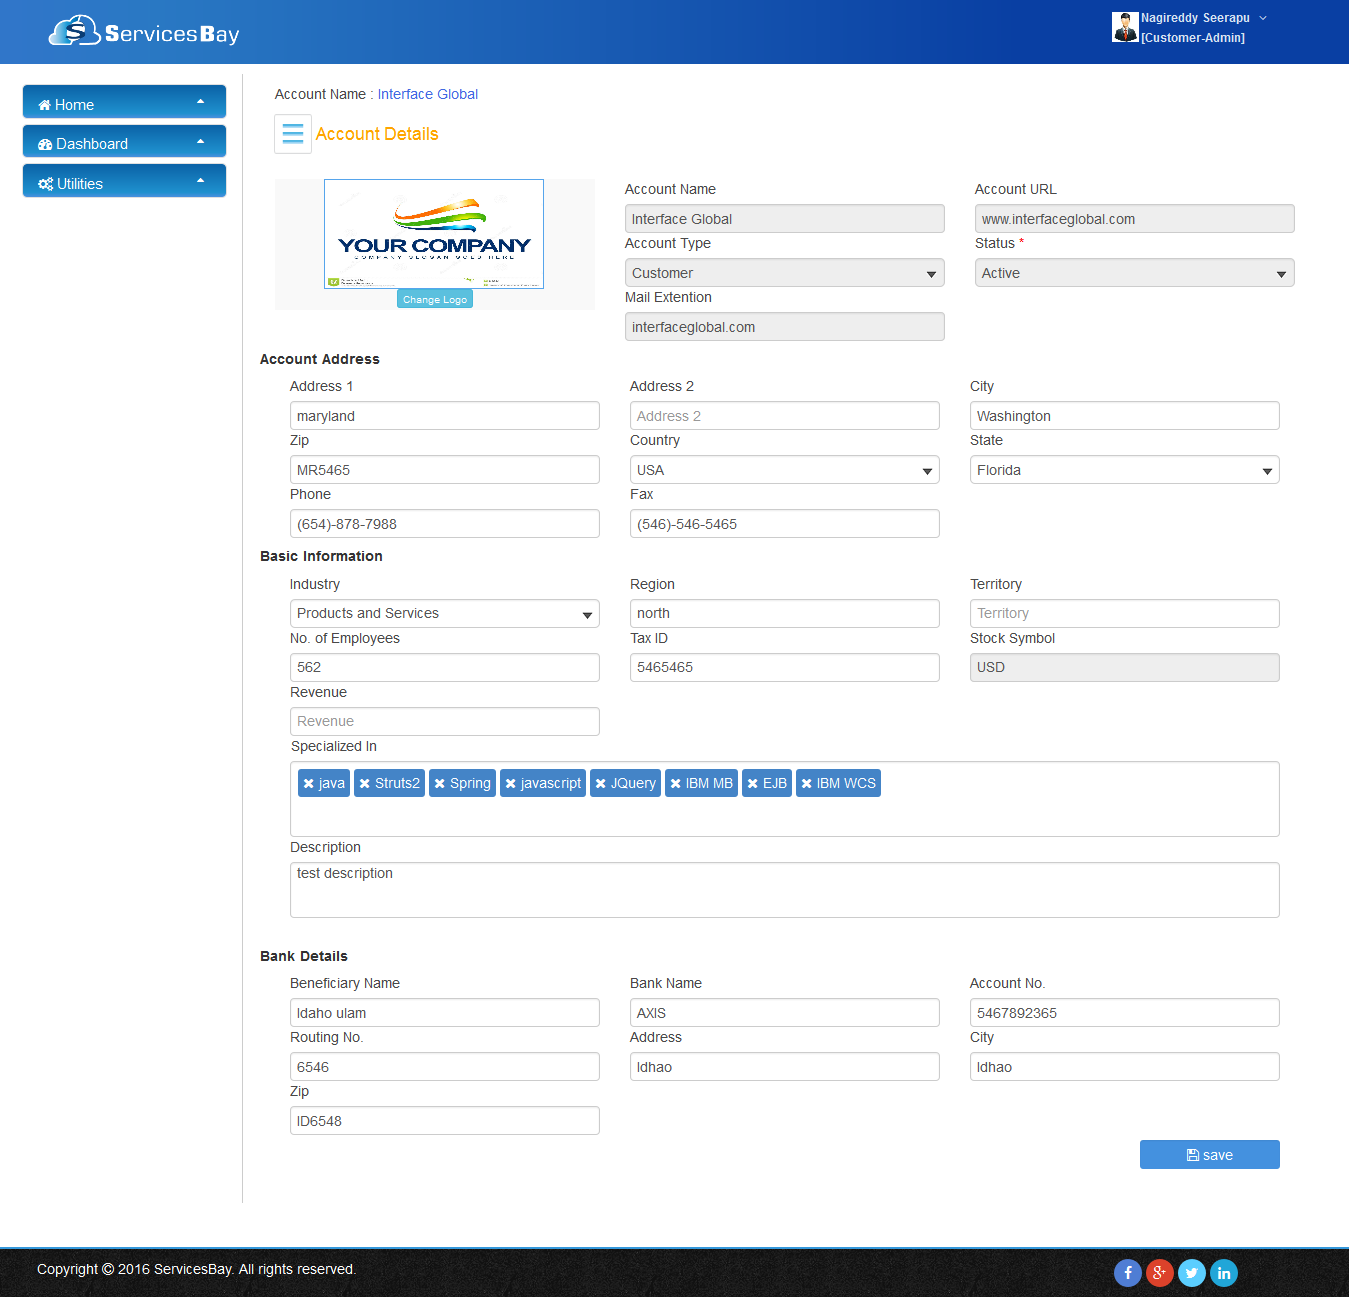 ServicesBay
Nagireddy Seerapu
[Customer-Admin]
Home
Dashboard
Utilities
Account Name : Interface Global
Account Details
YOUR COMPANY
COMPANY SLOGAN GOES HERE
Change Logo
Account Name
Account URL
Interface Global
www.interfaceglobal.com
Account Type
Status *
Customer
Active
Mail Extention
interfaceglobal.com
Account Address
Address 1
Address 2
City
maryland
Address 2
Washington
Zip
Country
State
MR5465
USA
Florida
Phone
Fax
(654)-878-7988
(546)-546-5465
Basic Information
Industry
Region
Territory
Products and Services
north
Territory
No. of Employees
Tax ID
Stock Symbol
562
5465465
USD
Revenue
Revenue
Specialized In
java Struts2 Spring javascript JQuery IBM MB EJB IBM WCS
Description
test description
Bank Details
Beneficiary Name
Bank Name
Account No.
Idaho ulam
AXIS
5467892365
Routing No.
Address
City
6546
Idhao
Idhao
Zip
ID6548
save
Copyright © 2016 ServicesBay. All rights reserved.